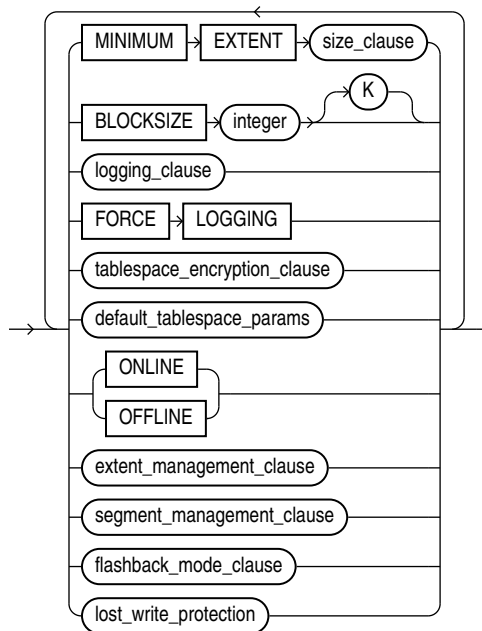 MINIMUM EXTENT size_clause
K
BLOCKSIZE integer
logging_clause
FORCE LOGGING
tablespace_encryption_clause
default_tablespace_params
ONLINE
OFFLINE
extent_management_clause
segment_management_clause
flashback_mode_clause
lost_write_protection